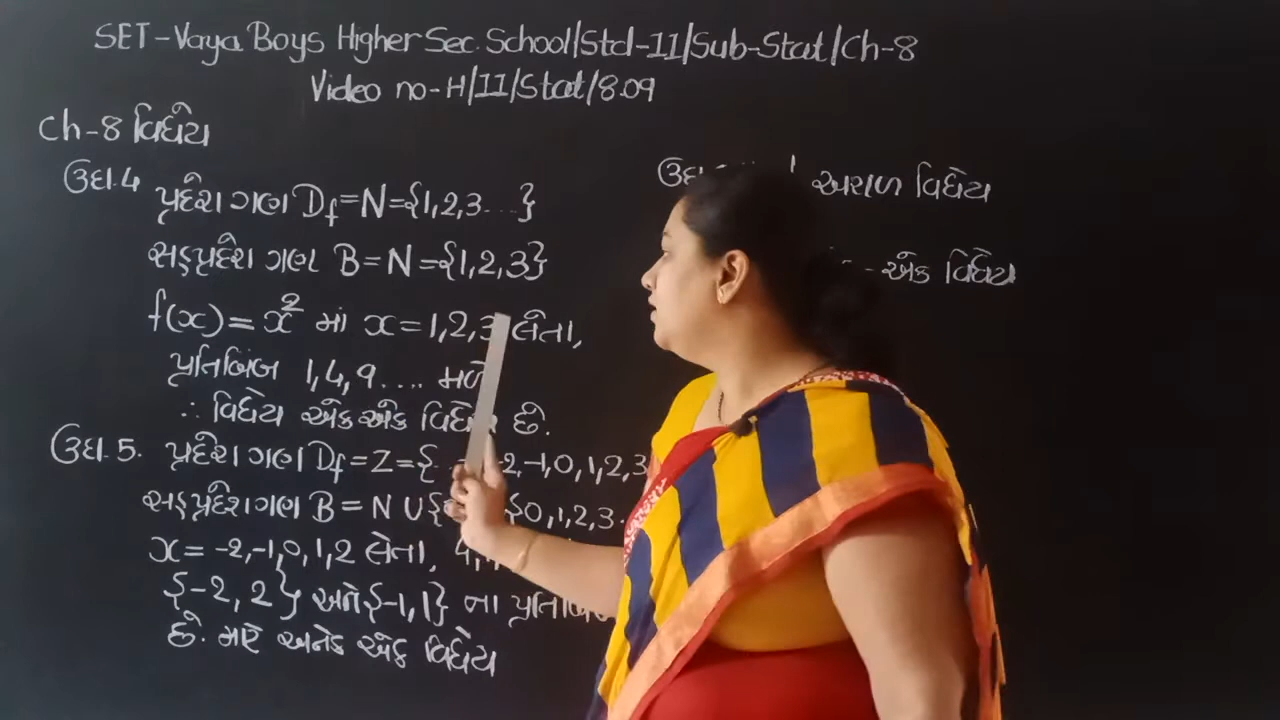 SET-Vaya Boys Higher Sec. School/Std-11/Sub-Stat/Ch-8
Video no-H/11/Stat/8.09
Ch-8 વિધેય
ઉદા.4 પ્રદેશ ગણ Df=N={1,2,3....}
સહપ્રદેશ ગણ B=N={1,2,3}
f(x)=x² માં x=1,2,3 લેતા,
પ્રતિબિંબ 1,4,9.... મળે
∴ વિધેય એક એક વિધેય છે.
ઉદા.5. પ્રદેશ ગણ Df=Z={ -2,-1,0,1,2,3
સહપ્રદેશ ગણ B=N∪{ {0,1,2,3.
x=-2,-1,0,1,2 લેતા, 4,
{-2,2} અને {-1,1} ના
છે. માટે અનેક એક વિધેય
ઉદા. અચળ વિધેય
- એક વિધેય